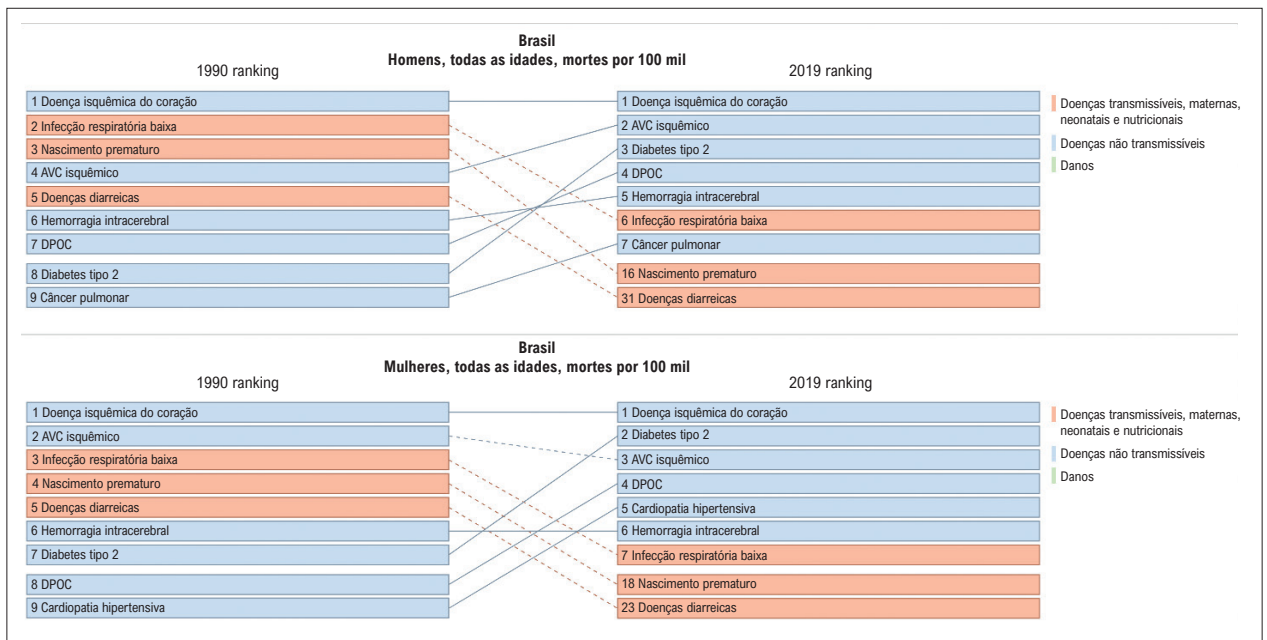 Brasil
Homens, todas as idades, mortes por 100 mil
1990 ranking
2019 ranking
1 Doença isquêmica do coração
2 Infecção respiratória baixa
3 Nascimento prematuro
4 AVC isquêmico
5 Doenças diarreicas
6 Hemorragia intracerebral
7 DPOC
8 Diabetes tipo 2
9 Câncer pulmonar
1 Doença isquêmica do coração
2 AVC isquêmico
3 Diabetes tipo 2
4 DPOC
5 Hemorragia intracerebral
6 Infecção respiratória baixa
7 Câncer pulmonar
16 Nascimento prematuro
31 Doenças diarreicas
Doenças transmissíveis, maternas,
neonatais e nutricionais
Doenças não transmissíveis
Danos
Brasil
Mulheres, todas as idades, mortes por 100 mil
1990 ranking
2019 ranking
1 Doença isquêmica do coração
2 AVC isquêmico
3 Infecção respiratória baixa
4 Nascimento prematuro
5 Doenças diarreicas
6 Hemorragia intracerebral
7 Diabetes tipo 2
8 DPOC
9 Cardiopatia hipertensiva
1 Doença isquêmica do coração
2 Diabetes tipo 2
3 AVC isquêmico
4 DPOC
5 Cardiopatia hipertensiva
6 Hemorragia intracerebral
7 Infecção respiratória baixa
18 Nascimento prematuro
23 Doenças diarreicas
Doenças transmissíveis, maternas,
neonatais e nutricionais
Doenças não transmissíveis
Danos